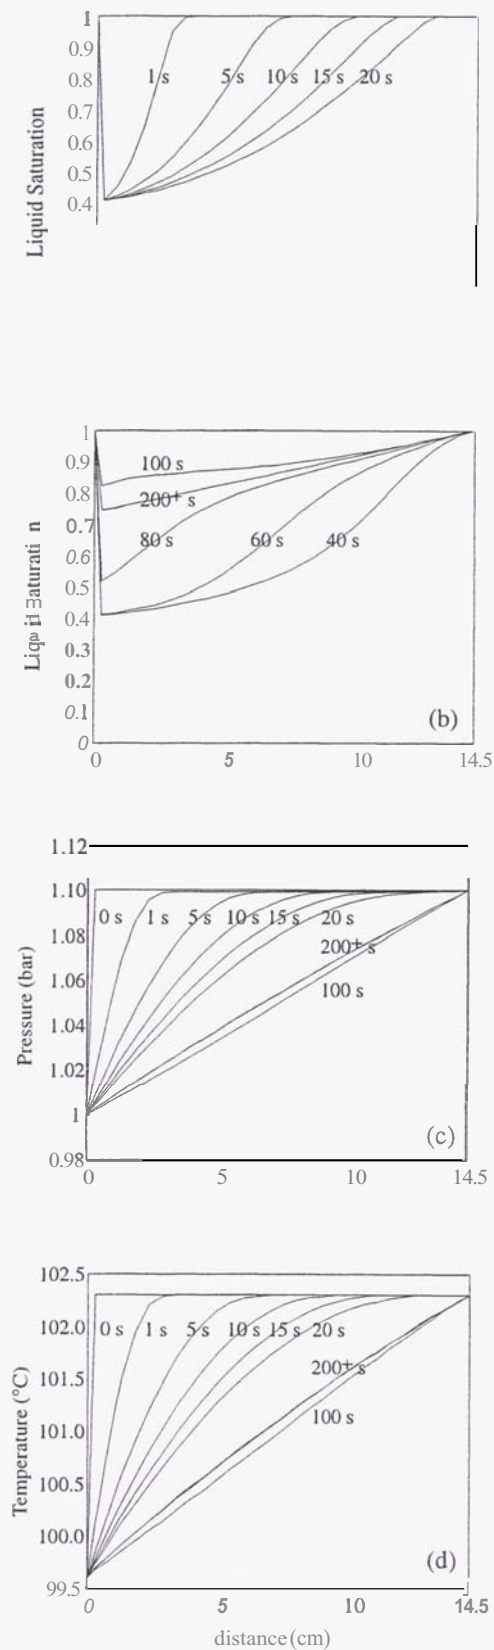 1
0.9
0.8
0.7
0.6
0.5
0.4
1 s 5 s 10 s 15 s 20 s
Liquid Saturation
1
0.9
0.8
0.7
0.6
0.5
0.4
0.3
0.2
0.1
0
100 s
200+ s
80 s 60 s 40 s
(b)
0 5 10 14.5
1.12
1.10
1.08
1.06
1.04
1.02
1
0.98
Pressure (bar)
0 s 1 s 5 s 10 s 15 s 20 s
200+ s
100 s
(c)
0 5 10 14.5
102.5
102.0
101.5
101.0
100.5
100.0
99.5
Temperature (°C)
0 s 1 s 5 s 10 s 15 s 20 s
200+ s
100 s
(d)
0 5 10 14.5
distance (cm)